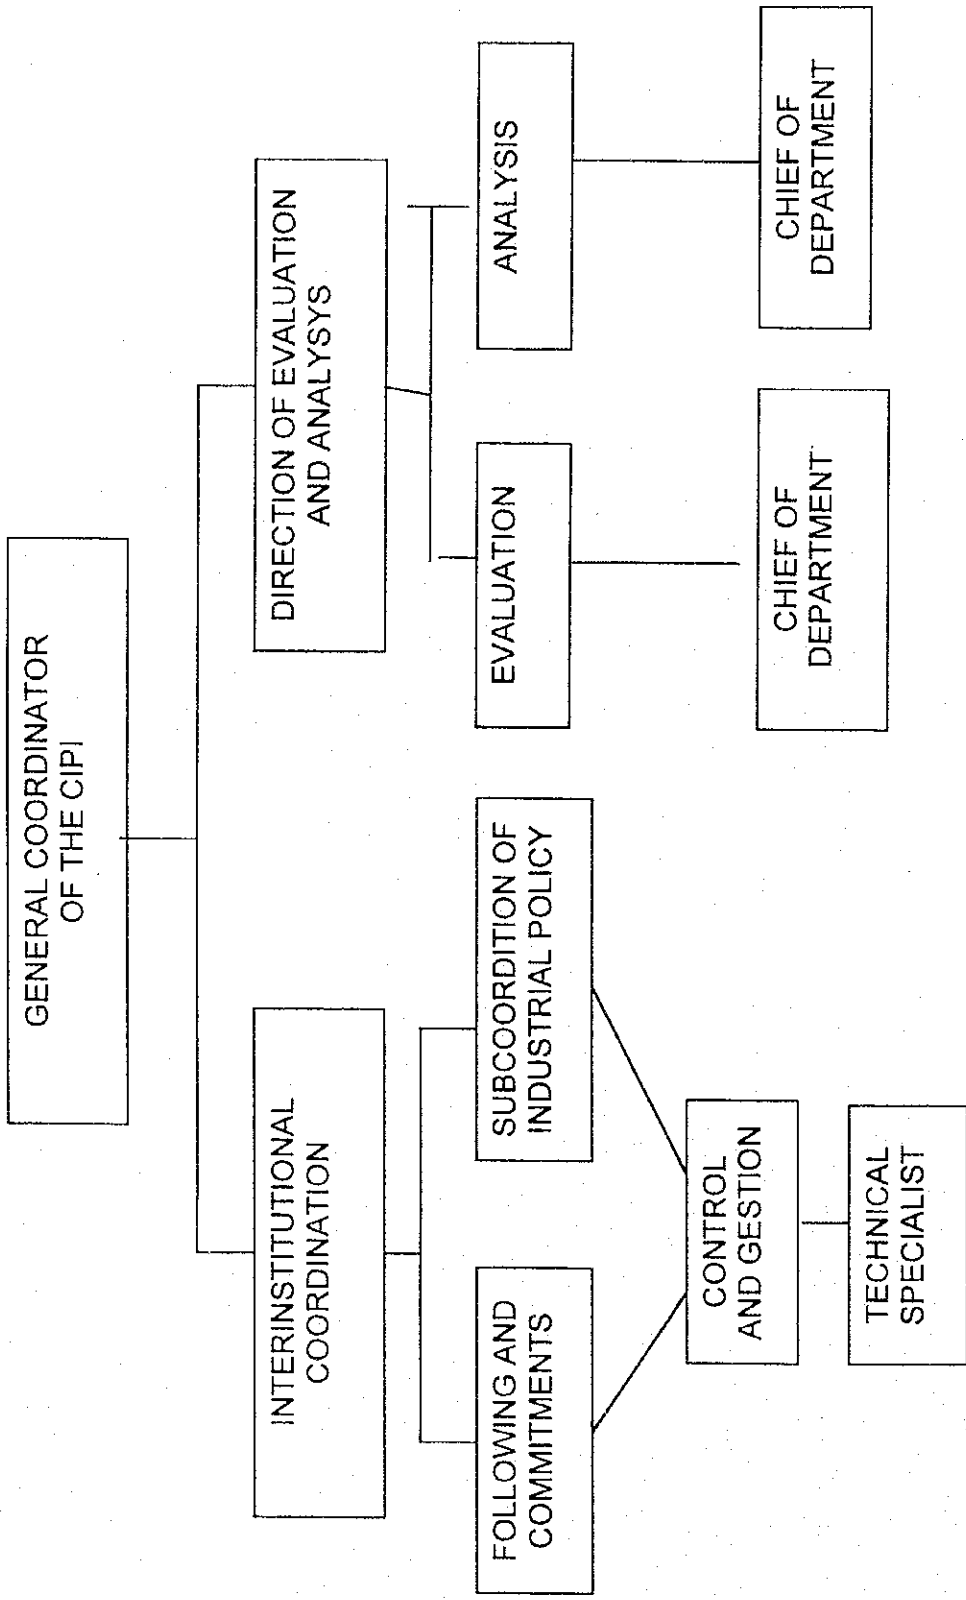 GENERAL COORDINATOR
OF THE CIPI
INTERINSTITUTIONAL
COORDINATION
DIRECTION OF EVALUATION
AND ANALYSYS
FOLLOWING AND
COMMITMENTS
SUBCOORDITION OF
INDUSTRIAL POLICY
EVALUATION
ANALYSIS
CONTROL
AND GESTION
CHIEF OF
DEPARTMENT
CHIEF OF
DEPARTMENT
TECHNICAL
SPECIALIST